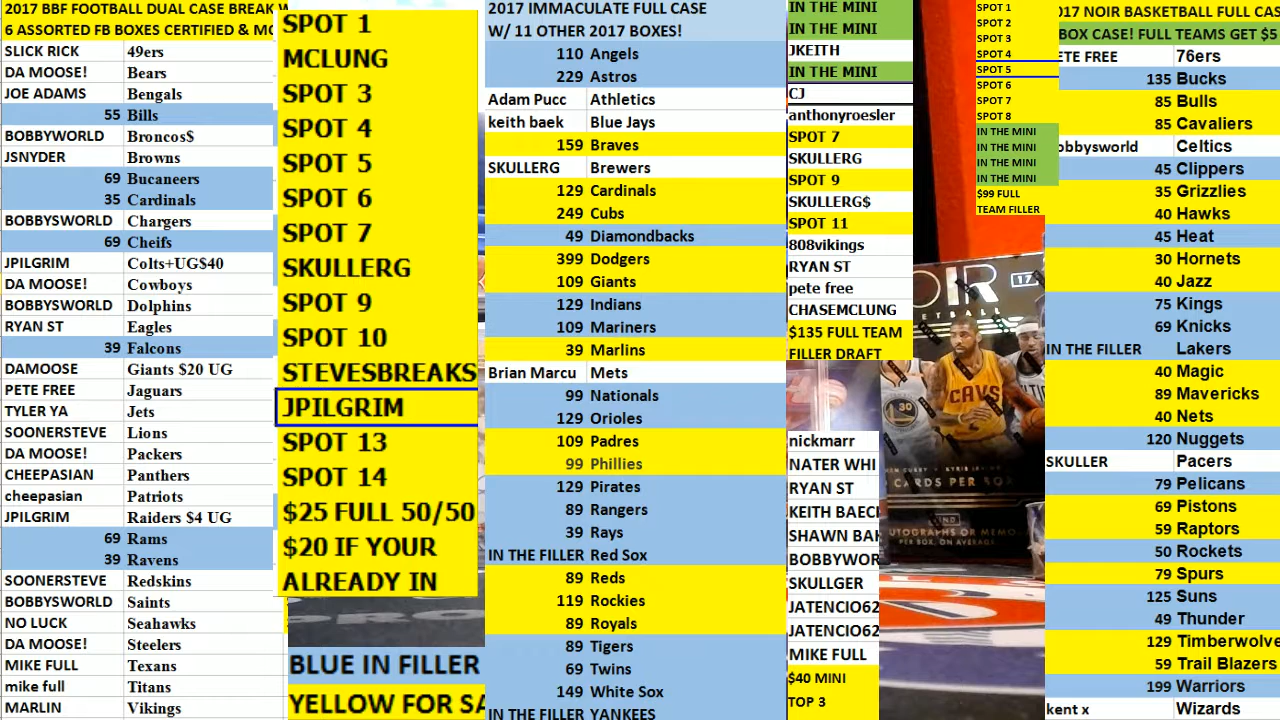 2017 BBF FOOTBALL DUAL CASE BREAK W
6 ASSORTED FB BOXES CERTIFIED & MO
SLICK RICK 49ers
DA MOOSE! Bears
JOE ADAMS Bengals
55 Bills
BOBBYWORLD Broncos$
JSNYDER Browns
69 Bucaneers
35 Cardinals
BOBBYSWORLD Chargers
69 Cheifs
JPILGRIM Colts+UG$40
DA MOOSE! Cowboys
BOBBYSWORLD Dolphins
RYAN ST Eagles
39 Falcons
DAMOOSE Giants $20 UG
PETE FREE Jaguars
TYLER YA Jets
SOONERSTEVE Lions
DA MOOSE! Packers
CHEEPASIAN Panthers
cheepasian Patriots
JPILGRIM Raiders $4 UG
69 Rams
39 Ravens
SOONERSTEVE Redskins
BOBBYSWORLD Saints
NO LUCK Seahawks
DA MOOSE! Steelers
MIKE FULL Texans
mike full Titans
MARLIN Vikings
SPOT 1
MCLUNG
SPOT 3
SPOT 4
SPOT 5
SPOT 6
SPOT 7
SKULLERG
SPOT 9
SPOT 10
STEVESBREAKS
JPILGRIM
SPOT 13
SPOT 14
$25 FULL 50/50
$20 IF YOUR
ALREADY IN
BLUE IN FILLER
YELLOW FOR SA
2017 IMMACULATE FULL CASE
W/ 11 OTHER 2017 BOXES!
110 Angels
229 Astros
Adam Pucc Athletics
keith baek Blue Jays
159 Braves
SKULLERG Brewers
129 Cardinals
249 Cubs
49 Diamondbacks
399 Dodgers
109 Giants
129 Indians
109 Mariners
39 Marlins
Brian Marcu Mets
99 Nationals
129 Orioles
109 Padres
99 Phillies
129 Pirates
89 Rangers
39 Rays
IN THE FILLER Red Sox
89 Reds
119 Rockies
89 Royals
89 Tigers
69 Twins
149 White Sox
IN THE FILLER YANKEES
IN THE MINI
IN THE MINI
JKEITH
IN THE MINI
CJ
anthonyroesler
SPOT 7
SKULLERG
SPOT 9
SKULLERG$
SPOT 11
808vikings
RYAN ST
pete free
CHASEMCLUNG
$135 FULL TEAM
FILLER DRAFT
nickmarr
NATER WHI
RYAN ST
KEITH BAECK
SHAWN BAK
BOBBYWOR
SKULLGER
JATENCIO62
JATENCIO62
MIKE FULL
$40 MINI
TOP 3
SPOT 1
SPOT 2
SPOT 3
SPOT 4
SPOT 5
SPOT 6
SPOT 7
SPOT 8
IN THE MINI
IN THE MINI
IN THE MINI
IN THE MINI
$99 FULL
TEAM FILLER
OIR
17
CAVS
30
CARDS PER BOX
AUTOGRAPHS OR MEMO
PER BOX, ON AVERAGE
017 NOIR BASKETBALL FULL CAS
BOX CASE! FULL TEAMS GET $5
ETE FREE 76ers
135 Bucks
85 Bulls
85 Cavaliers
obbysworld Celtics
45 Clippers
35 Grizzlies
40 Hawks
45 Heat
30 Hornets
40 Jazz
75 Kings
69 Knicks
IN THE FILLER Lakers
40 Magic
89 Mavericks
40 Nets
120 Nuggets
SKULLER Pacers
79 Pelicans
69 Pistons
59 Raptors
50 Rockets
79 Spurs
125 Suns
49 Thunder
129 Timberwolve
59 Trail Blazers
199 Warriors
kent x Wizards